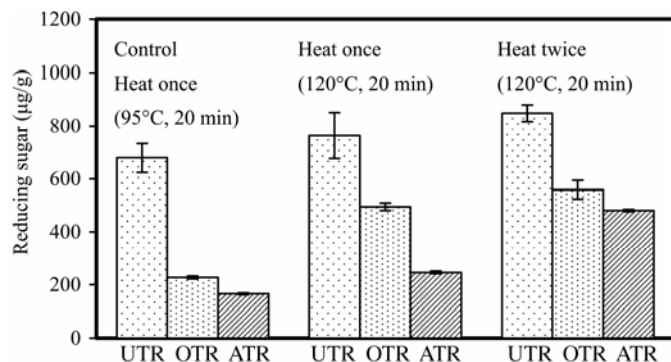 1200
1000
800
600
400
200
0
Reducing sugar (μg/g)
Control
Heat once
(95°C, 20 min)
Heat once
(120°C, 20 min)
Heat twice
(120°C, 20 min)
UTR OTR ATR UTR OTR ATR UTR OTR ATR